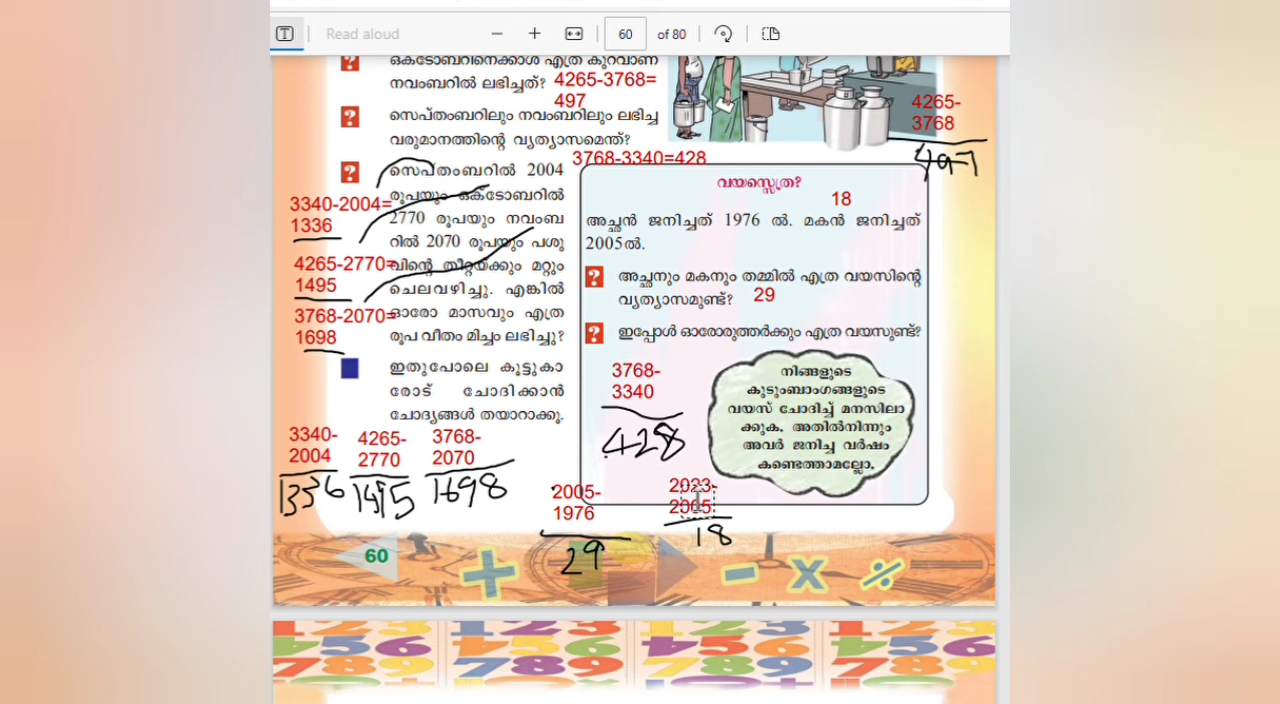 Read aloud
60 of 80
ഒക്ടോബറിനെക്കാൾ എത്ര കുറവാണ്
നവംബറിൽ ലഭിച്ചത്? 4265-3768=
497
സെപ്തംബറിലും നവംബറിലും ലഭിച്ച
വരുമാനത്തിന്റെ വ്യത്യാസമെന്ത്?
3768-3340=428
സെപ്തംബറിൽ 2004
രൂപയും ഒക്ടോബറിൽ
2770 രൂപയും നവംബ
റിൽ 2070 രൂപയും പശു
വിന്റെ തീറ്റയ്ക്കും മറ്റും
ചെലവഴിച്ചു. എങ്കിൽ
ഓരോ മാസവും എത്ര
രൂപ വീതം മിച്ചം ലഭിച്ചു?
3340-2004=
1336
4265-2770=
1495
3768-2070=
1698
ഇതുപോലെ കൂട്ടുകാ
രോട് ചോദിക്കാൻ
ചോദ്യങ്ങൾ തയാറാക്കൂ.
3340-
2004
1336
4265-
2770
1495
3768-
2070
1698
4265-
3768
497
വയസ്സെത്ര?
18
അച്ഛൻ ജനിച്ചത് 1976 ൽ. മകൻ ജനിച്ചത്
2005ൽ.
അച്ഛനും മകനും തമ്മിൽ എത്ര വയസിന്റെ
വ്യത്യാസമുണ്ട്? 29
ഇപ്പോൾ ഓരോരുത്തർക്കും എത്ര വയസുണ്ട്?
3768-
3340
428
നിങ്ങളുടെ
കുടുംബാംഗങ്ങളുടെ
വയസ് ചോദിച്ച് മനസിലാ
ക്കുക. അതിൽനിന്നും
അവർ ജനിച്ച വർഷം
കണ്ടെത്താമല്ലോ.
2005-
1976
29
2023-
2005
18
60
+ - x ÷